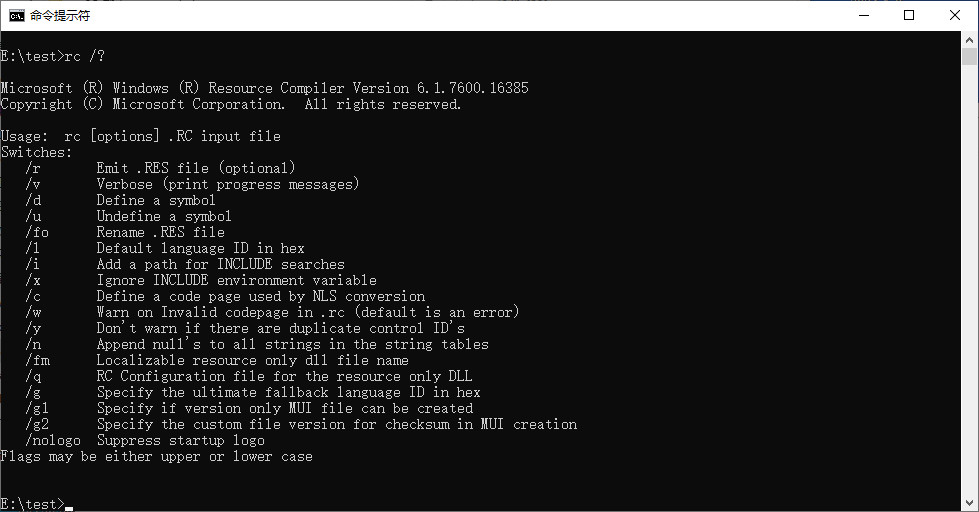 命令提示符
E:\test>rc /?
Microsoft (R) Windows (R) Resource Compiler Version 6.1.7600.16385
Copyright (C) Microsoft Corporation.  All rights reserved.
Usage:  rc [options] .RC input file
Switches:
   /r       Emit .RES file (optional)
   /v       Verbose (print progress messages)
   /d       Define a symbol
   /u       Undefine a symbol
   /fo      Rename .RES file
   /l       Default language ID in hex
   /i       Add a path for INCLUDE searches
   /x       Ignore INCLUDE environment variable
   /c       Define a code page used by NLS conversion
   /w       Warn on Invalid codepage in .rc (default is an error)
   /y       Don't warn if there are duplicate control ID's
   /n       Append null's to all strings in the string tables
   /fm      Localizable resource only dll file name
   /q       RC Configuration file for the resource only DLL
   /g       Specify the ultimate fallback language ID in hex
   /g1      Specify if version only MUI file can be created
   /g2      Specify the custom file version for checksum in MUI creation
   /nologo  Suppress startup logo
Flags may be either upper or lower case
E:\test>